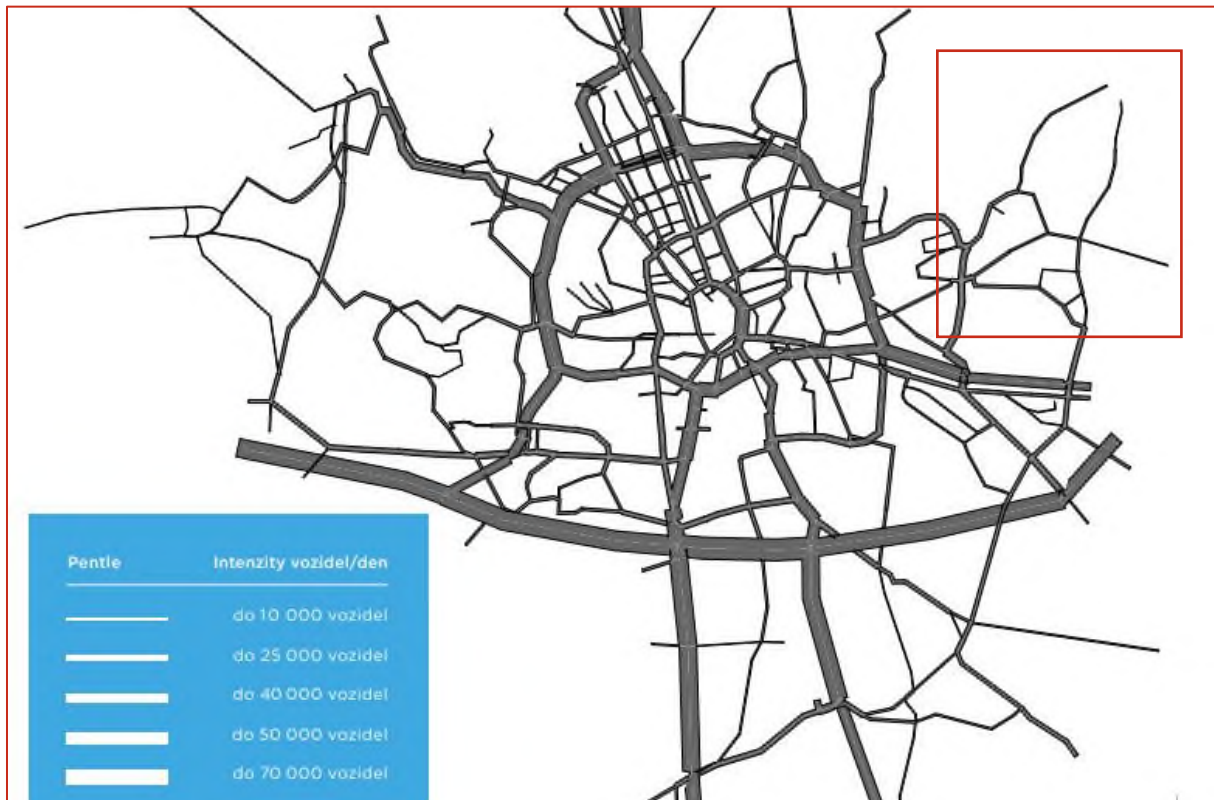 Pentle Intenzity vozidel/den
do 10 000 vozidel
do 25 000 vozidel
do 40 000 vozidel
do 50 000 vozidel
do 70 000 vozidel